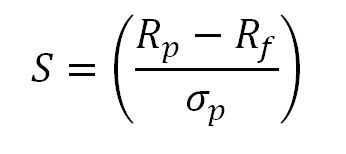 S = (R_p − R_f / σ_p)